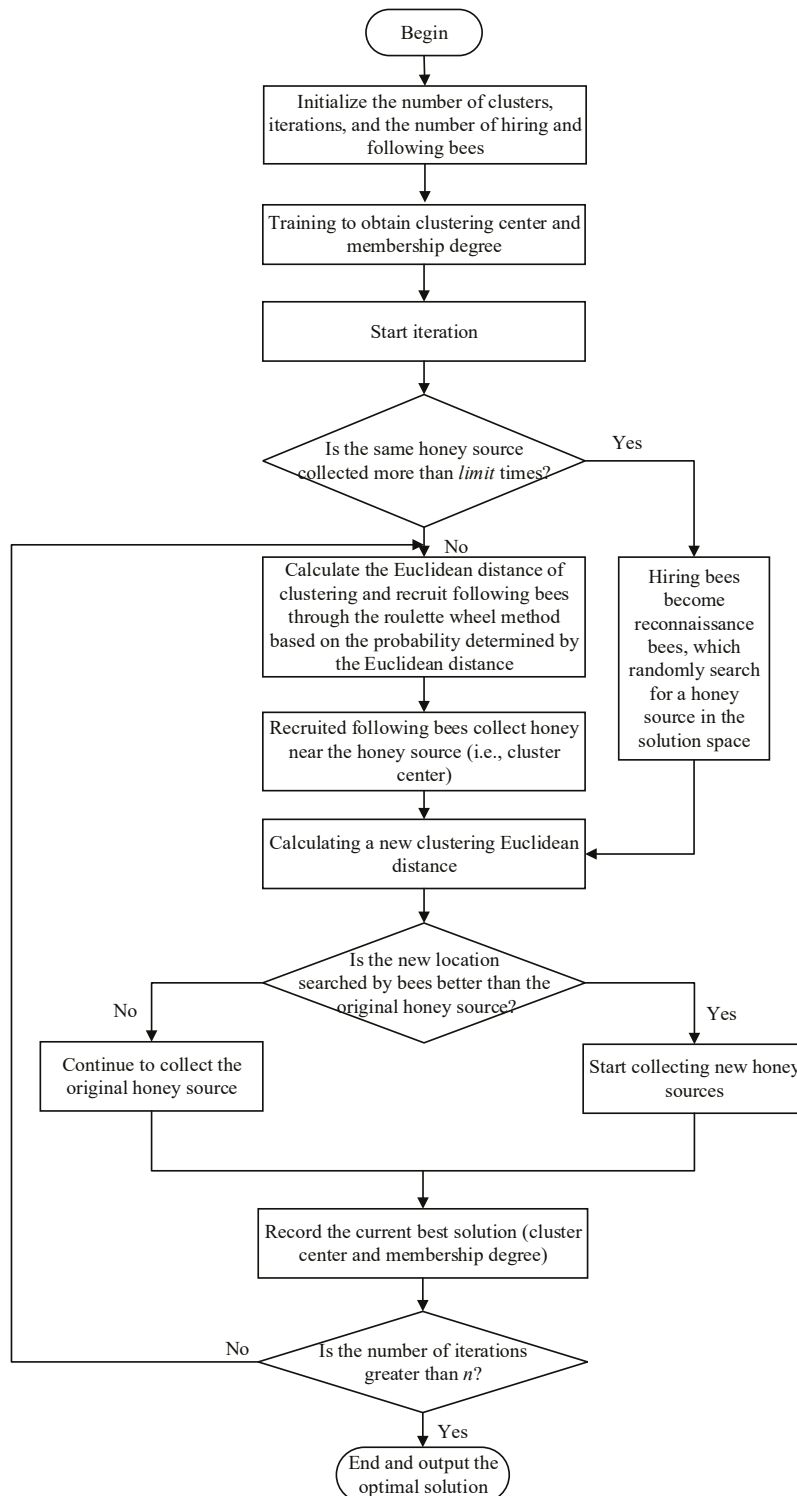 Begin
Initialize the number of clusters,
iterations, and the number of hiring and
following bees
Training to obtain clustering center and
membership degree
Start iteration
Is the same honey source
collected more than limit times?
Yes
No
Calculate the Euclidean distance of
clustering and recruit following bees
through the roulette wheel method
based on the probability determined by
the Euclidean distance
Hiring bees
become
reconnaissance
bees, which
randomly search
for a honey
source in the
solution space
Recruited following bees collect honey
near the honey source (i.e., cluster
center)
Calculating a new clustering Euclidean
distance
Is the new location
searched by bees better than the
original honey source?
No
Yes
Continue to collect the
original honey source
Start collecting new honey
sources
Record the current best solution (cluster
center and membership degree)
Is the number of iterations
greater than n?
No
Yes
End and output the
optimal solution